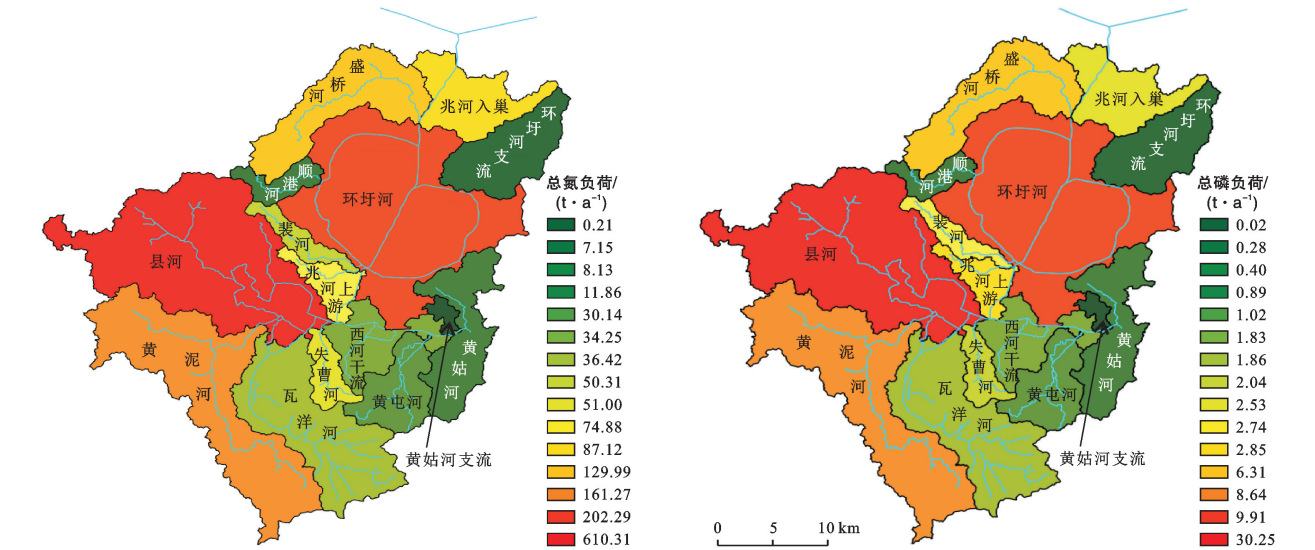 盛桥河
兆河入巢
环圩河支流
顺港河
环圩河
裴河
县河
兆河上游
西河干流
失曹河
黄泥河
瓦洋河
黄屯河
黄姑河
黄姑河支流
总氮负荷/
(t·a⁻¹)
0.21
7.15
8.13
11.86
30.14
34.25
36.42
50.31
51.00
74.88
87.12
129.99
161.27
202.29
610.31
盛桥河
兆河入巢
环圩河支流
顺港河
环圩河
裴河
县河
兆河上游
西河干流
失曹河
黄泥河
瓦洋河
黄屯河
黄姑河
黄姑河支流
总磷负荷/
(t·a⁻¹)
0.02
0.28
0.40
0.89
1.02
1.83
1.86
2.04
2.53
2.74
2.85
6.31
8.64
9.91
30.25
0 5 10 km